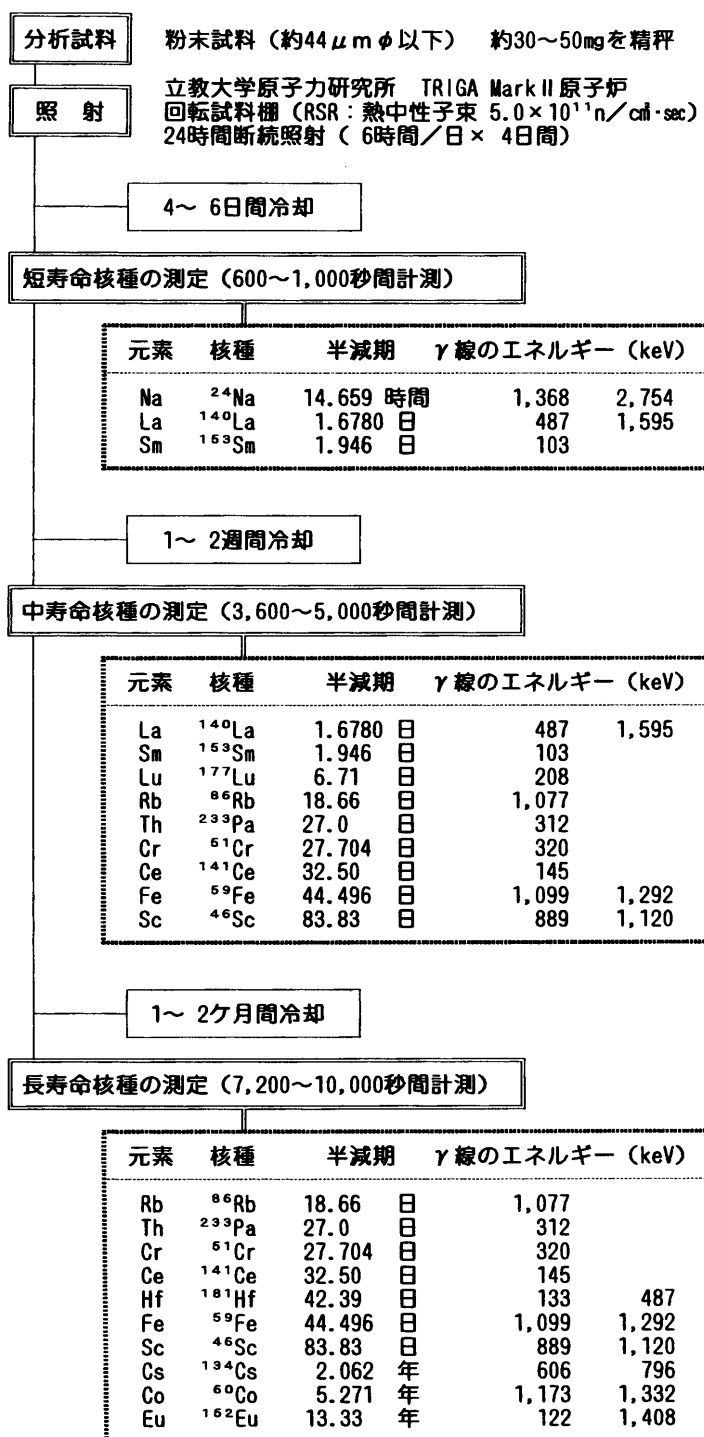 分析試料 粉末試料（約44μmφ以下） 約30～50㎎を精秤
照 射 立教大学原子力研究所 TRIGA MarkⅡ原子炉
回転試料棚（RSR：熱中性子束 5.0×10¹¹n／c㎡·sec）
24時間断続照射（ 6時間／日× 4日間）
4～ 6日間冷却
短寿命核種の測定（600～1,000秒間計測）
元素 核種 半減期 γ線のエネルギー（keV）
Na ²⁴Na 14.659 時間 1,368 2,754
La ¹⁴⁰La 1.6780 日 487 1,595
Sm ¹⁵³Sm 1.946 日 103
1～ 2週間冷却
中寿命核種の測定（3,600～5,000秒間計測）
元素 核種 半減期 γ線のエネルギー（keV）
La ¹⁴⁰La 1.6780 日 487 1,595
Sm ¹⁵³Sm 1.946 日 103
Lu ¹⁷⁷Lu 6.71 日 208
Rb ⁸⁶Rb 18.66 日 1,077
Th ²³³Pa 27.0 日 312
Cr ⁵¹Cr 27.704 日 320
Ce ¹⁴¹Ce 32.50 日 145
Fe ⁵⁹Fe 44.496 日 1,099 1,292
Sc ⁴⁶Sc 83.83 日 889 1,120
1～ 2ケ月間冷却
長寿命核種の測定（7,200～10,000秒間計測）
元素 核種 半減期 γ線のエネルギー（keV）
Rb ⁸⁶Rb 18.66 日 1,077
Th ²³³Pa 27.0 日 312
Cr ⁵¹Cr 27.704 日 320
Ce ¹⁴¹Ce 32.50 日 145
Hf ¹⁸¹Hf 42.39 日 133 487
Fe ⁵⁹Fe 44.496 日 1,099 1,292
Sc ⁴⁶Sc 83.83 日 889 1,120
Cs ¹³⁴Cs 2.062 年 606 796
Co ⁶⁰Co 5.271 年 1,173 1,332
Eu ¹⁵²Eu 13.33 年 122 1,408